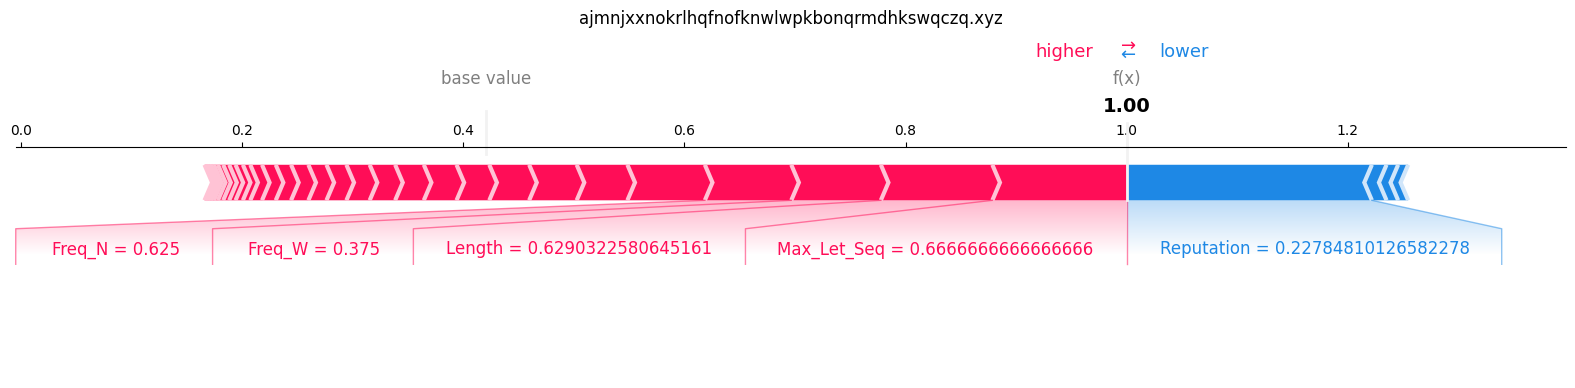 ajmnjxxnokrlhqfnofknwlwpkbonqrmdhkswqczq.xyz
higher ⇄ lower
base value f(x)
1.00
0.0 0.2 0.4 0.6 0.8 1.0 1.2
Freq_N = 0.625 Freq_W = 0.375 Length = 0.6290322580645161 Max_Let_Seq = 0.6666666666666666 Reputation = 0.22784810126582278